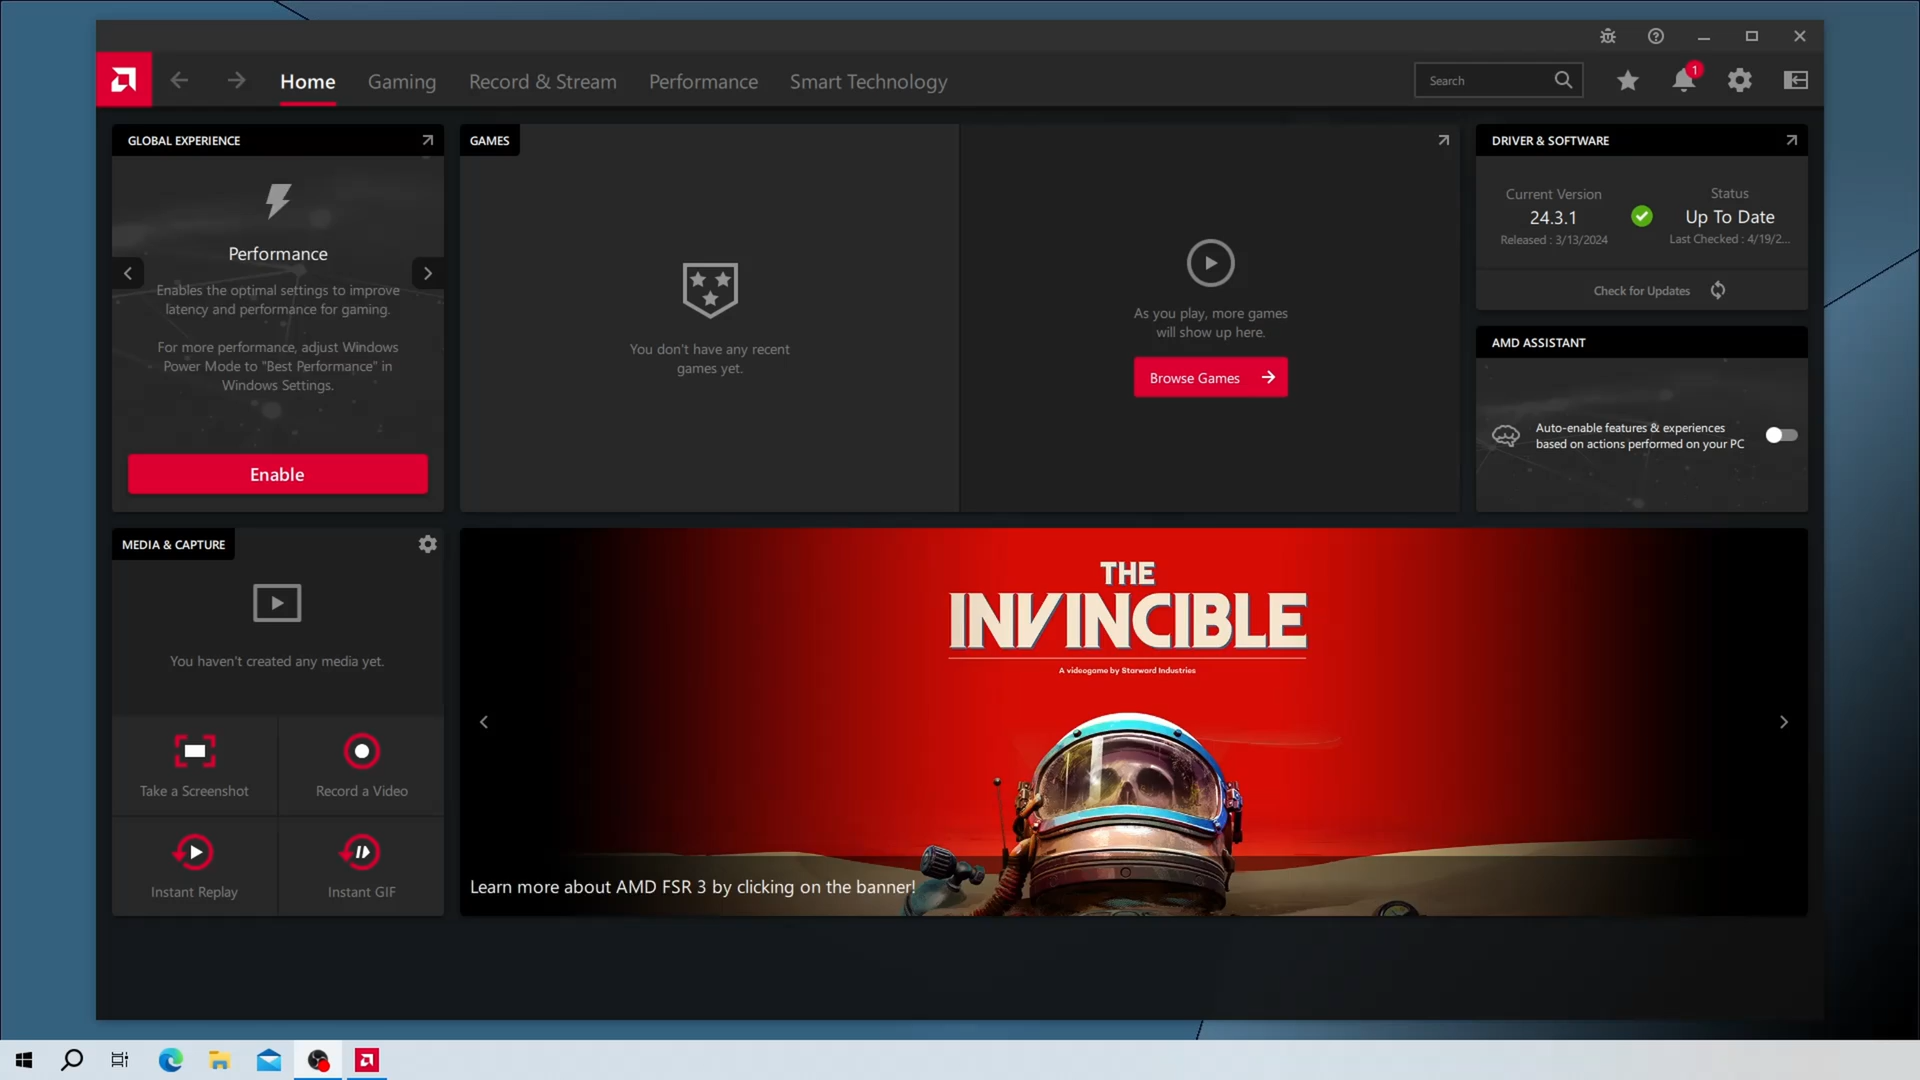 Home
Gaming
Record & Stream
Performance
Smart Technology
Search
1
GLOBAL EXPERIENCE
Performance
Enables the optimal settings to improve
latency and performance for gaming.
For more performance, adjust Windows
Power Mode to "Best Performance" in
Windows Settings.
Enable
GAMES
You don't have any recent
games yet.
As you play, more games
will show up here.
Browse Games
DRIVER & SOFTWARE
Current Version
24.3.1
Released : 3/13/2024
Status
Up To Date
Last Checked : 4/19/2...
Check for Updates
AMD ASSISTANT
Auto-enable features & experiences
based on actions performed on your PC
MEDIA & CAPTURE
You haven't created any media yet.
Take a Screenshot
Record a Video
Instant Replay
Instant GIF
THE
INVINCIBLE
A videogame by Starward Industries
Learn more about AMD FSR 3 by clicking on the banner!